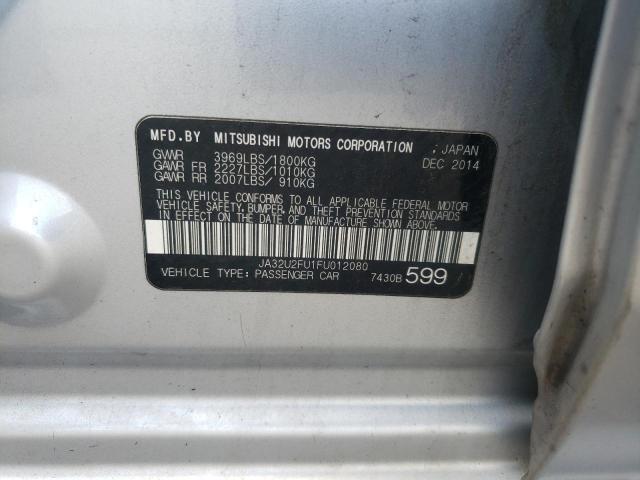 MFD.BY MITSUBISHI MOTORS CORPORATION : JAPAN
GVWR 3969LBS/1800KG DEC 2014
GAWR FR 2227LBS/1010KG
GAWR RR 2007LBS/ 910KG
THIS VEHICLE CONFORMS TO ALL APPLICABLE FEDERAL MOTOR
VEHICLE SAFETY, BUMPER, AND THEFT PREVENTION STANDARDS
IN EFFECT ON THE DATE OF MANUFACTURE SHOWN ABOVE.
JA32U2FU1FU012080
VEHICLE TYPE: PASSENGER CAR 7430B 599